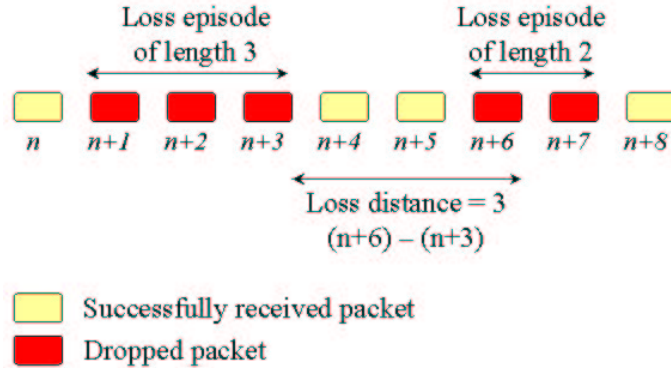 Loss episode
of length 3
Loss episode
of length 2
n n+1 n+2 n+3 n+4 n+5 n+6 n+7 n+8
Loss distance = 3
(n+6) – (n+3)
Successfully received packet
Dropped packet